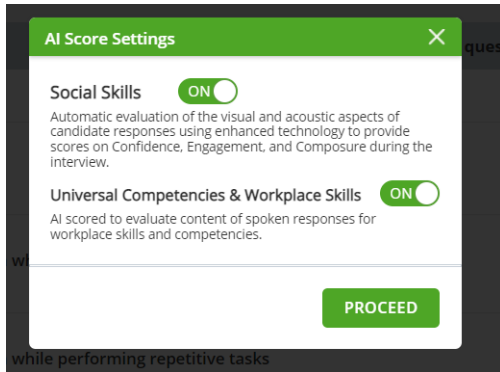 AI Score Settings
ques
Social Skills ON
Automatic evaluation of the visual and acoustic aspects of
candidate responses using enhanced technology to provide
scores on Confidence, Engagement, and Composure during the
interview.
Universal Competencies & Workplace Skills ON
AI scored to evaluate content of spoken responses for
workplace skills and competencies.
PROCEED
while performing repetitive tasks